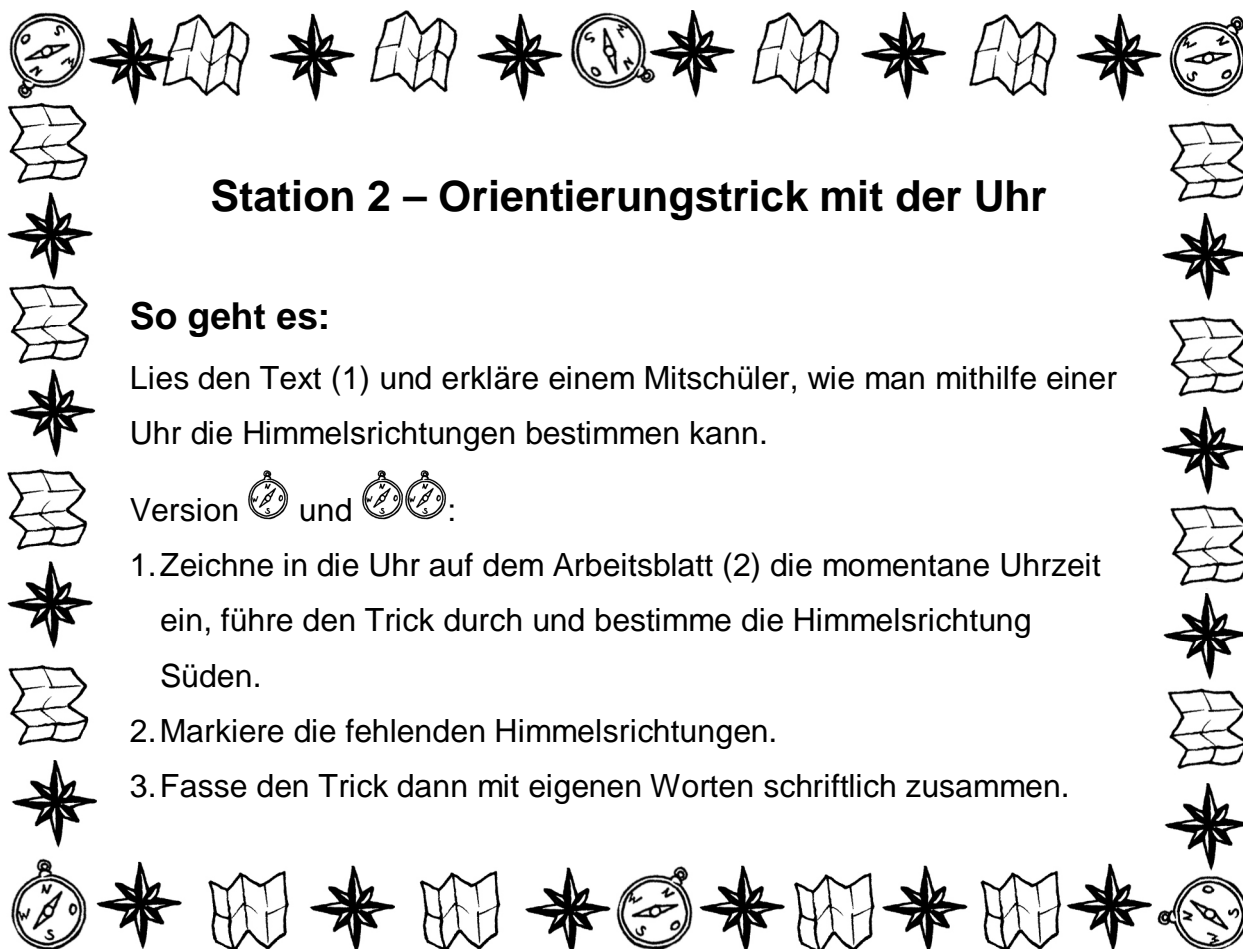 Station 2 – Orientierungstrick mit der Uhr
So geht es:
Lies den Text (1) und erkläre einem Mitschüler, wie man mithilfe einer
Uhr die Himmelsrichtungen bestimmen kann.
Version und :
1. Zeichne in die Uhr auf dem Arbeitsblatt (2) die momentane Uhrzeit
ein, führe den Trick durch und bestimme die Himmelsrichtung
Süden.
2. Markiere die fehlenden Himmelsrichtungen.
3. Fasse den Trick dann mit eigenen Worten schriftlich zusammen.